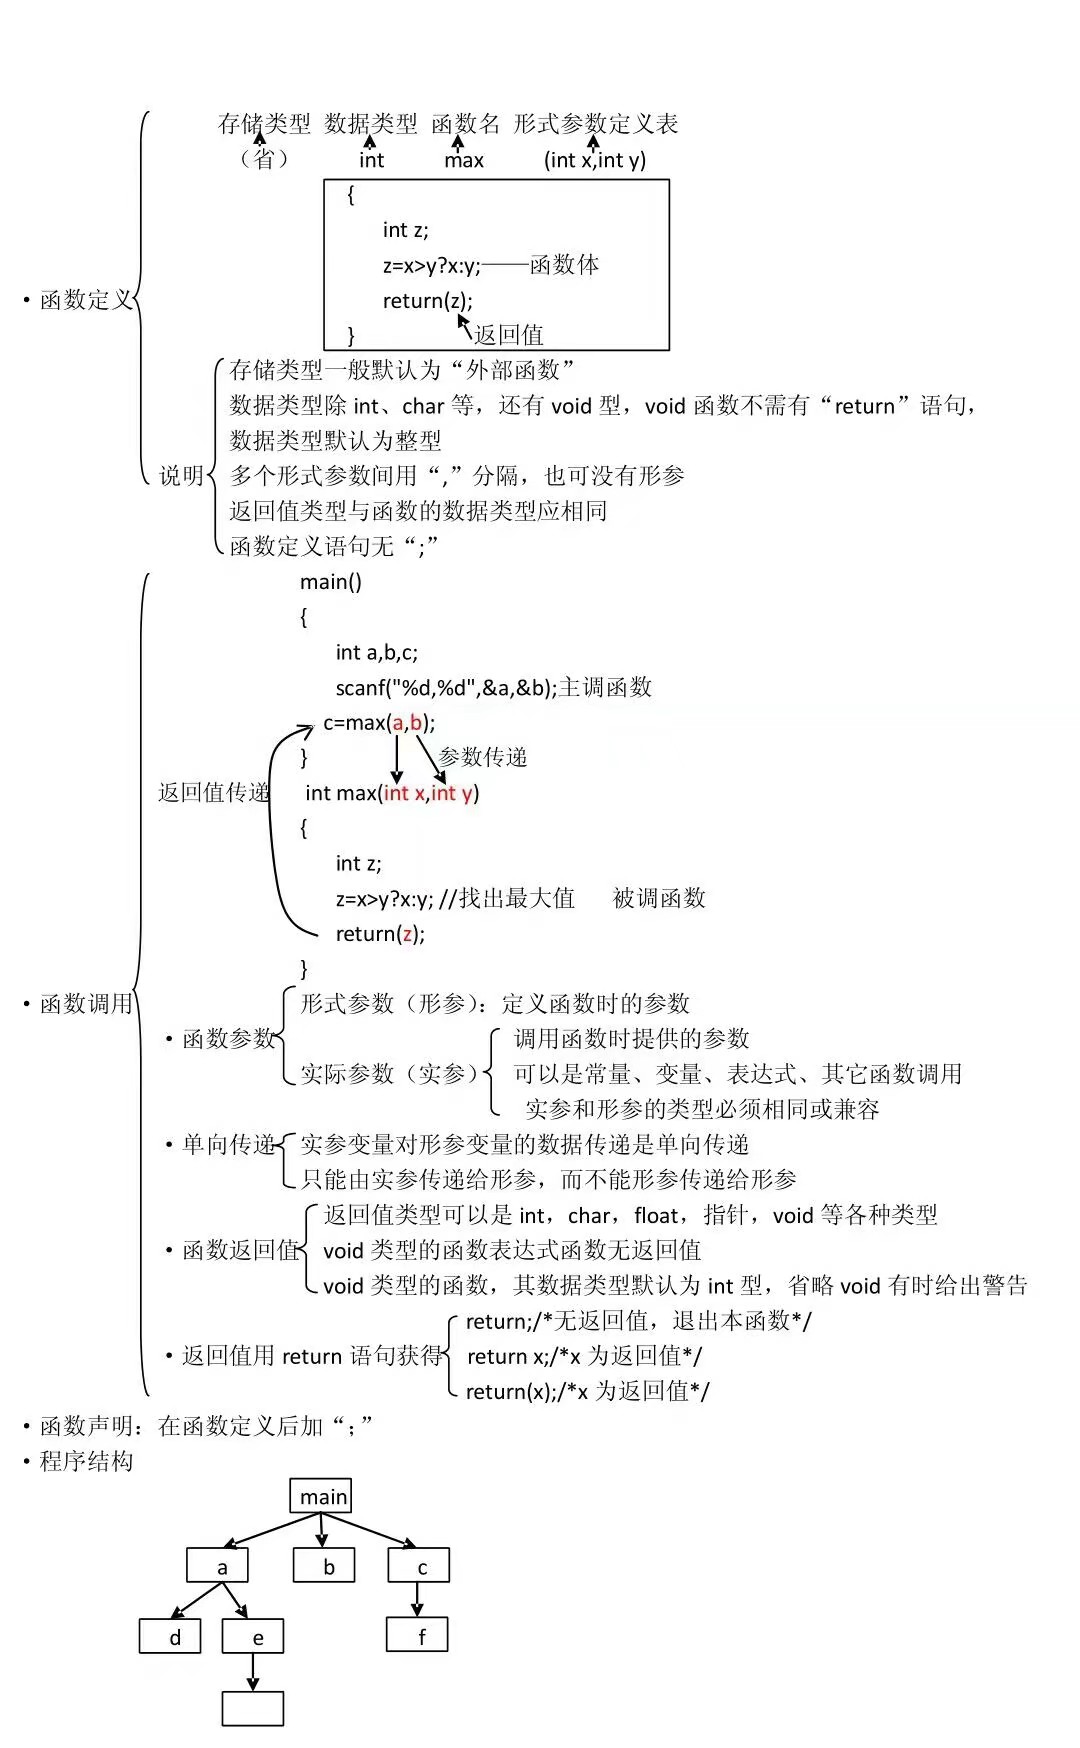 存储类型 数据类型 函数名 形式参数定义表
（省） int max (int x,int y)
{
int z;
z=x>y?x:y;——函数体
return(z);
} 返回值
·函数定义
存储类型一般默认为“外部函数”
数据类型除 int、char 等，还有 void 型，void 函数不需有“return”语句，
数据类型默认为整型
说明
多个形式参数间用“,”分隔，也可没有形参
返回值类型与函数的数据类型应相同
函数定义语句无“;”
main()
{
int a,b,c;
scanf("%d,%d",&a,&b);主调函数
c=max(a,b);
} 参数传递
返回值传递 int max(int x,int y)
{
int z;
z=x>y?x:y; //找出最大值 被调函数
return(z);
}
·函数调用
形式参数（形参）：定义函数时的参数
·函数参数
调用函数时提供的参数
实际参数（实参） 可以是常量、变量、表达式、其它函数调用
实参和形参的类型必须相同或兼容
·单向传递 实参变量对形参变量的数据传递是单向传递
只能由实参传递给形参，而不能形参传递给形参
返回值类型可以是 int，char，float，指针，void 等各种类型
·函数返回值 void 类型的函数表达式函数无返回值
void 类型的函数，其数据类型默认为 int 型，省略 void 有时给出警告
return;/*无返回值，退出本函数*/
·返回值用 return 语句获得 return x;/*x 为返回值*/
return(x);/*x 为返回值*/
·函数声明：在函数定义后加“；”
·程序结构
main
a b c
d e f